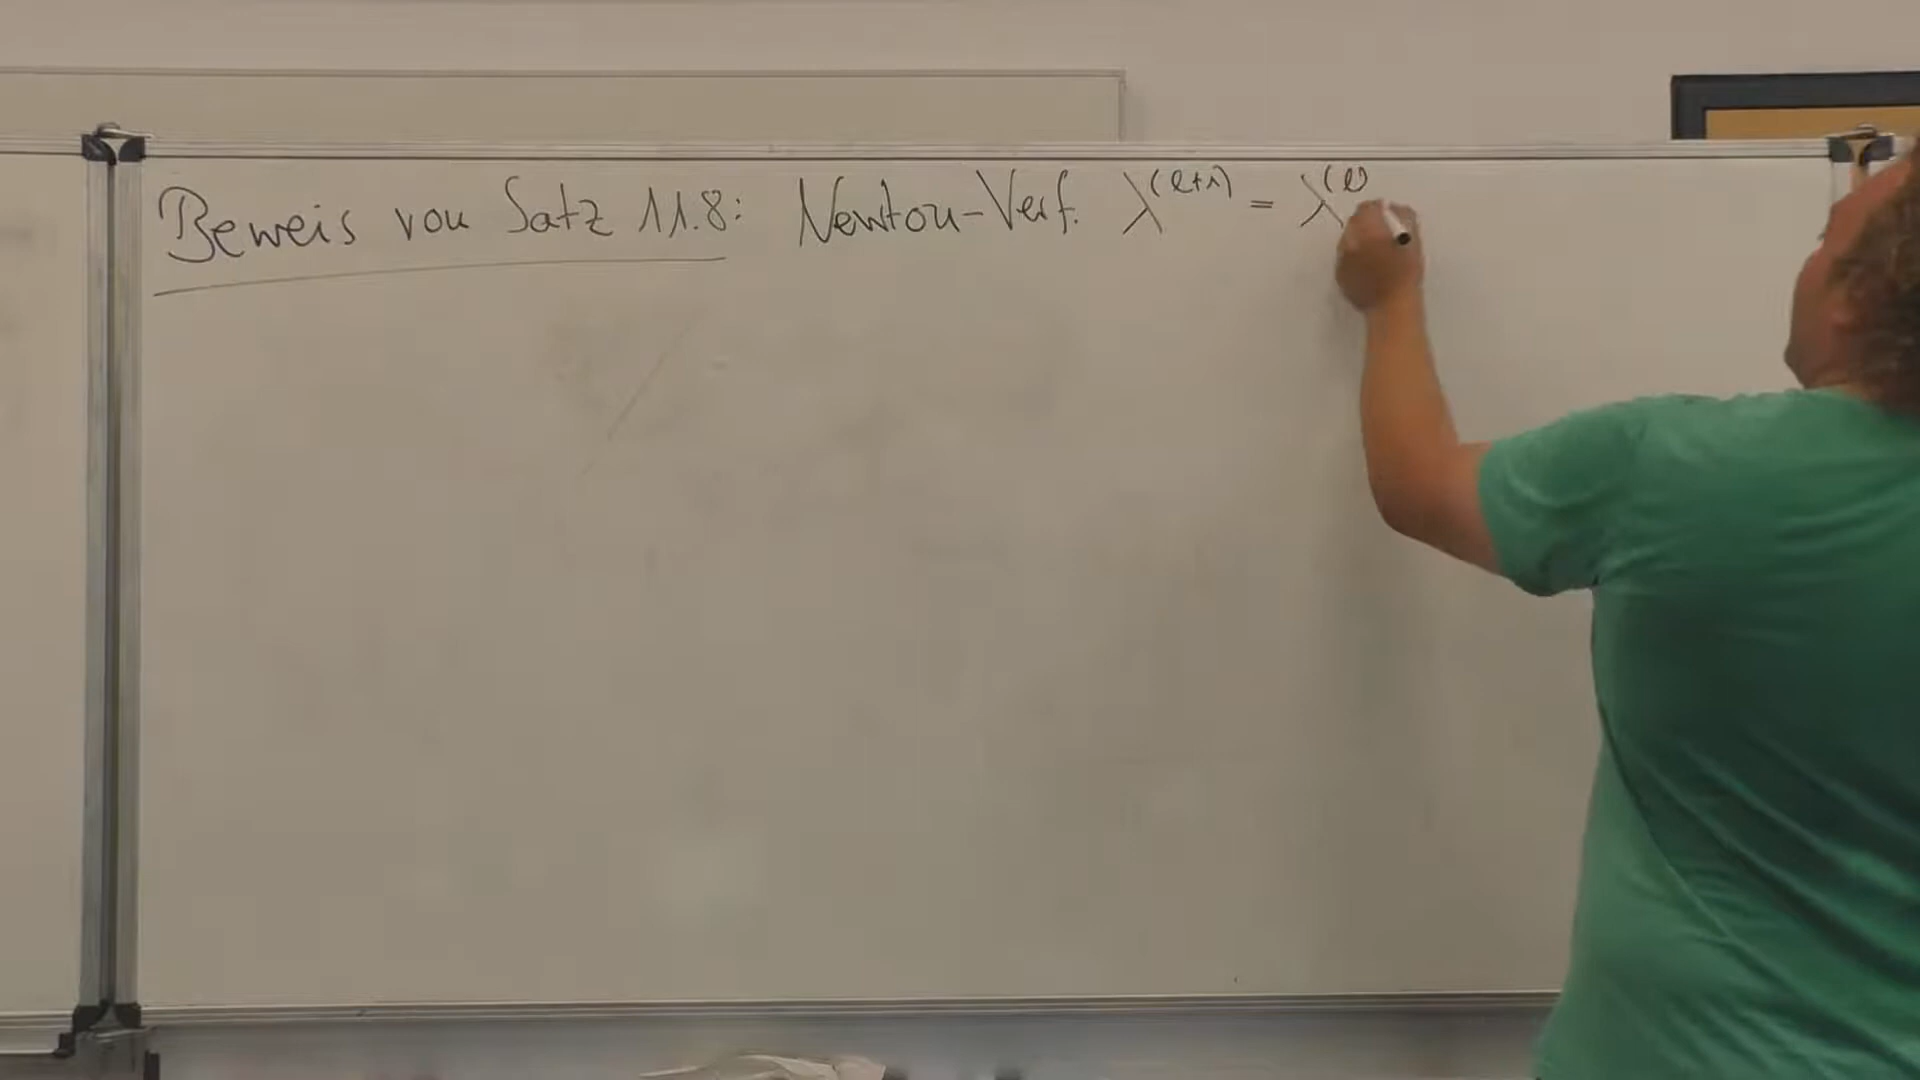 Beweis von Satz 11.8: Newton-Verf. λ^(l+1) = λ^(l)